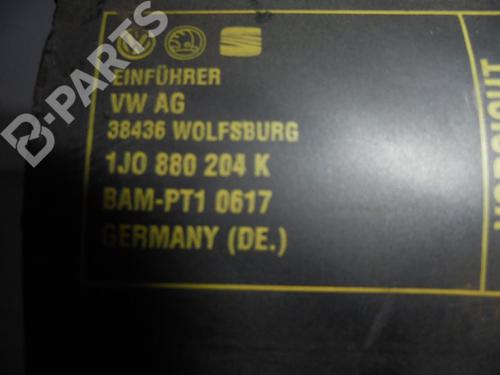 B-PARTS
EINFÜHRER
VW AG
38436 WOLFSBURG
1J0 880 204 K
BAM-PT1 0617
GERMANY (DE.)